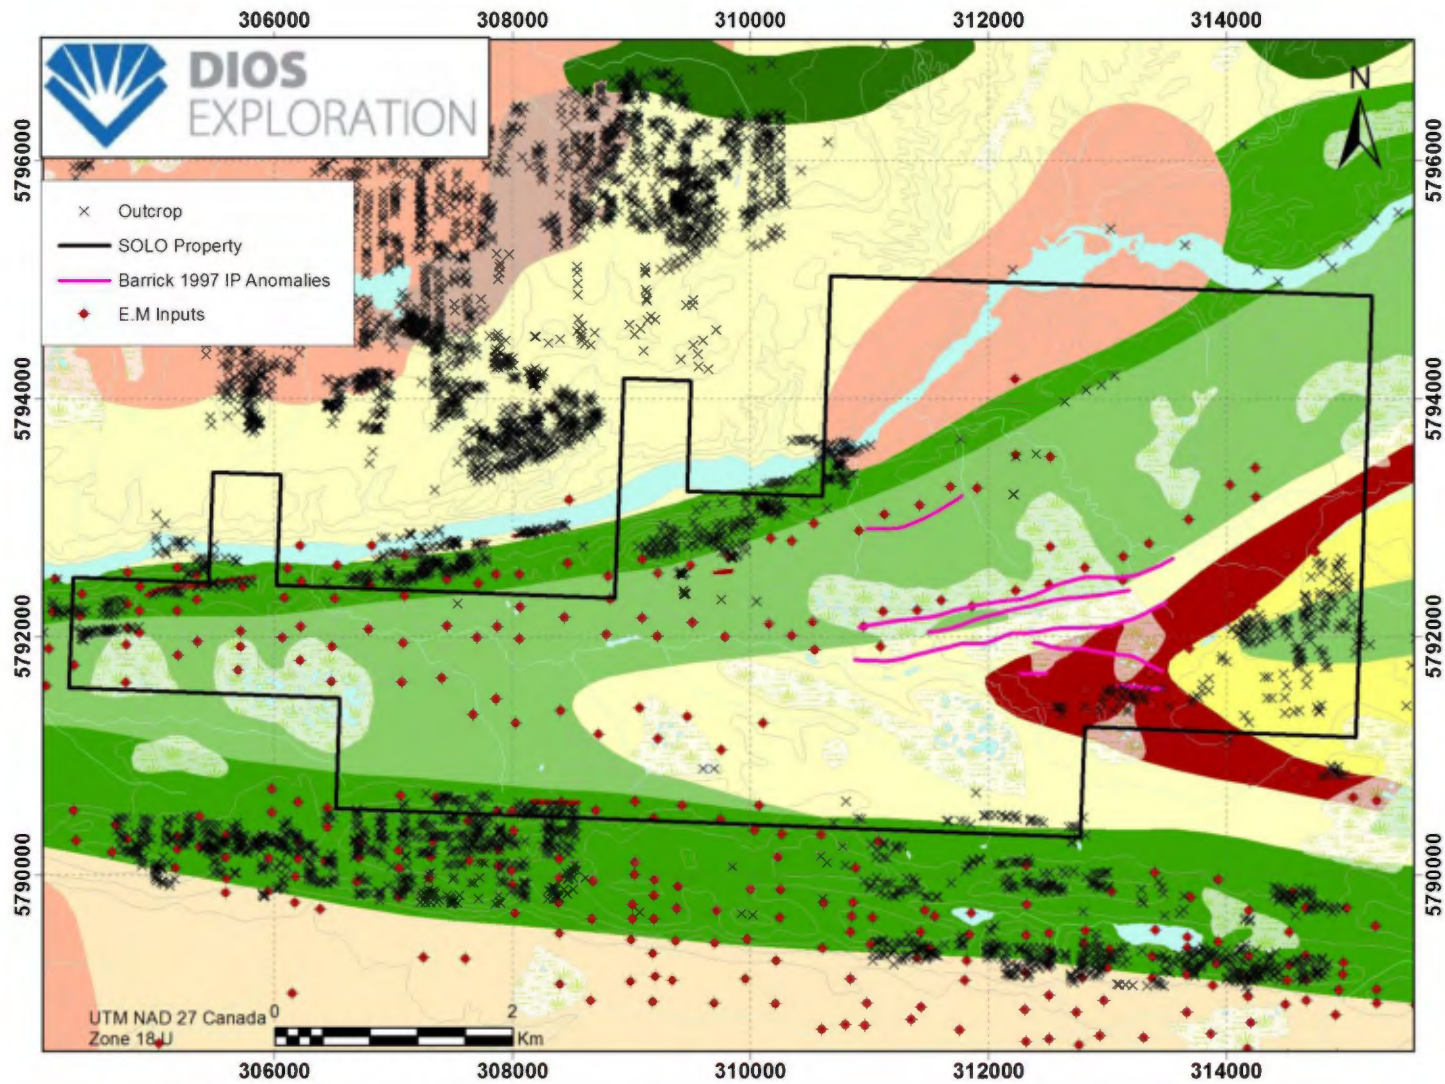 306000 308000 310000 312000 314000
DIOS
EXPLORATION
N
5796000 5796000
Outcrop
SOLO Property
Barrick 1997 IP Anomalies
E.M Inputs
5794000 5794000
5792000 5792000
5790000 5790000
UTM NAD 27 Canada
Zone 18 U
0 2
Km
306000 308000 310000 312000 314000